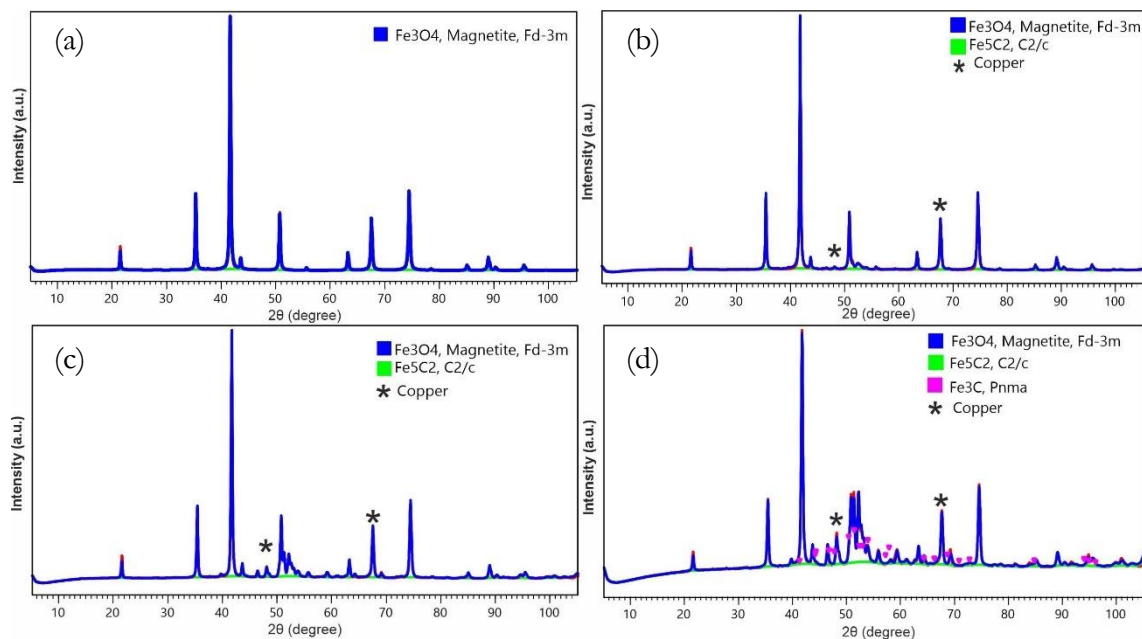 (a)
Fe3O4, Magnetite, Fd-3m
Intensity (a.u.)
10 20 30 40 50 60 70 80 90 100
2θ (degree)
(b)
Fe3O4, Magnetite, Fd-3m
Fe5C2, C2/c
* Copper
*
*
Intensity (a.u.)
10 20 30 40 50 60 70 80 90 100
2θ (degree)
(c)
Fe3O4, Magnetite, Fd-3m
Fe5C2, C2/c
* Copper
*
*
Intensity (a.u.)
10 20 30 40 50 60 70 80 90 100
2θ (degree)
(d)
Fe3O4, Magnetite, Fd-3m
Fe5C2, C2/c
Fe3C, Pnma
* Copper
*
*
Intensity (a.u.)
10 20 30 40 50 60 70 80 90 100
2θ (degree)